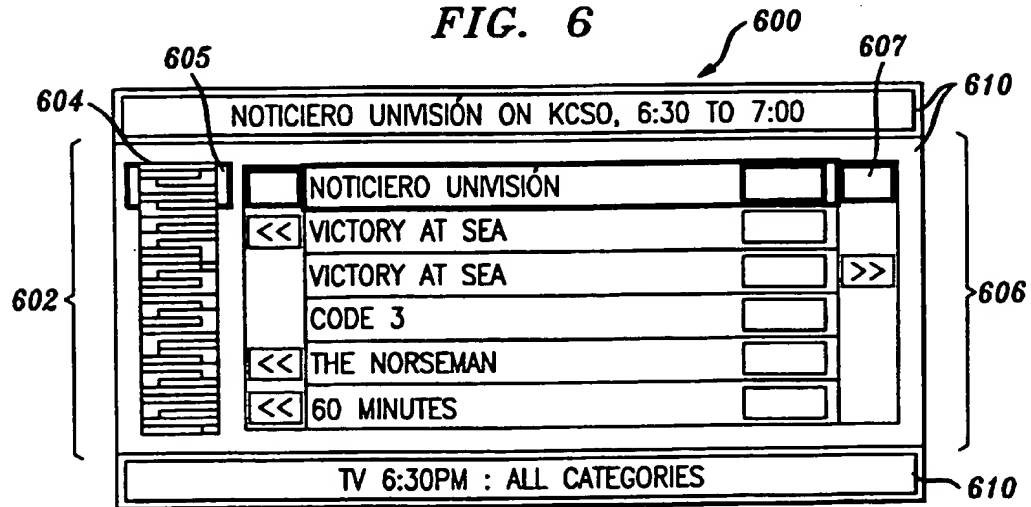 FIG. 6
600
605
607
604
610
NOTICIERO UNIVISIÓN ON KCSO, 6:30 TO 7:00
NOTICIERO UNIVISIÓN
<< VICTORY AT SEA
VICTORY AT SEA >>
602
606
CODE 3
<< THE NORSEMAN
<< 60 MINUTES
TV 6:30PM : ALL CATEGORIES
610